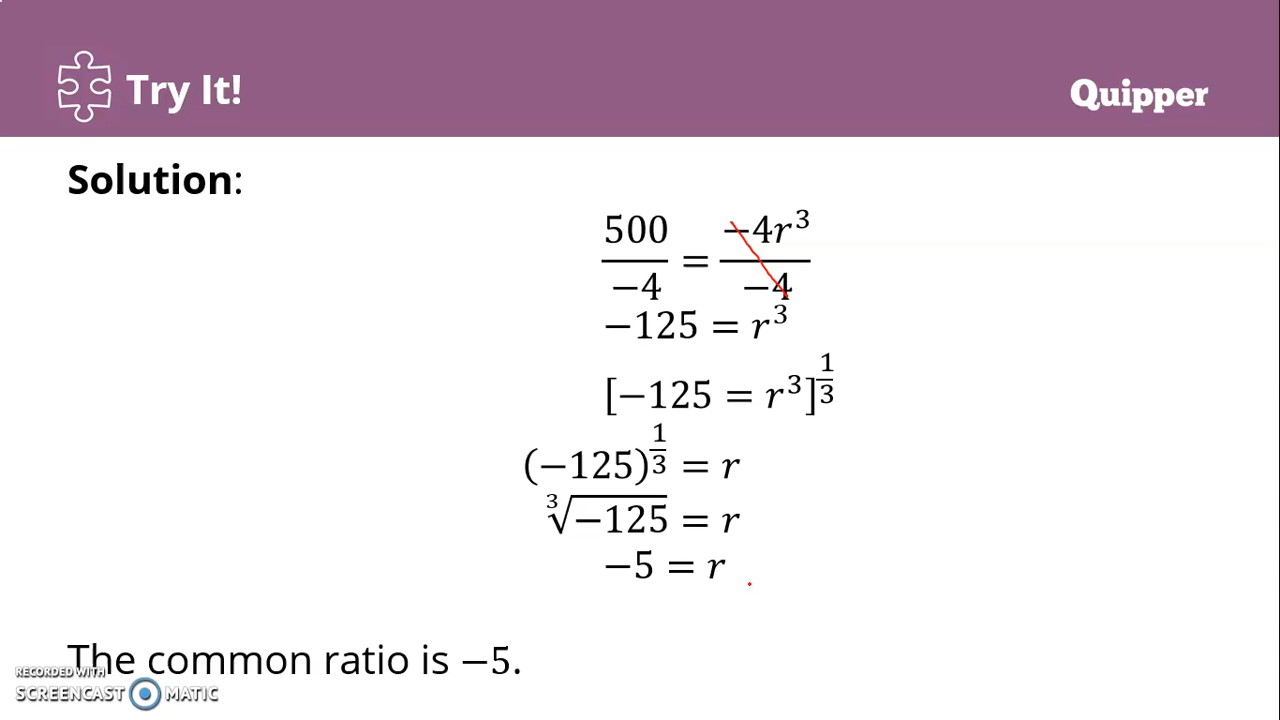 Try It!
Quipper
Solution:
500/−4 = −4r³/−4
−125 = r³
[−125 = r³]^(1/3)
(−125)^(1/3) = r
∛−125 = r
−5 = r
The common ratio is −5.
RECORDED WITH
SCREENCAST MATIC